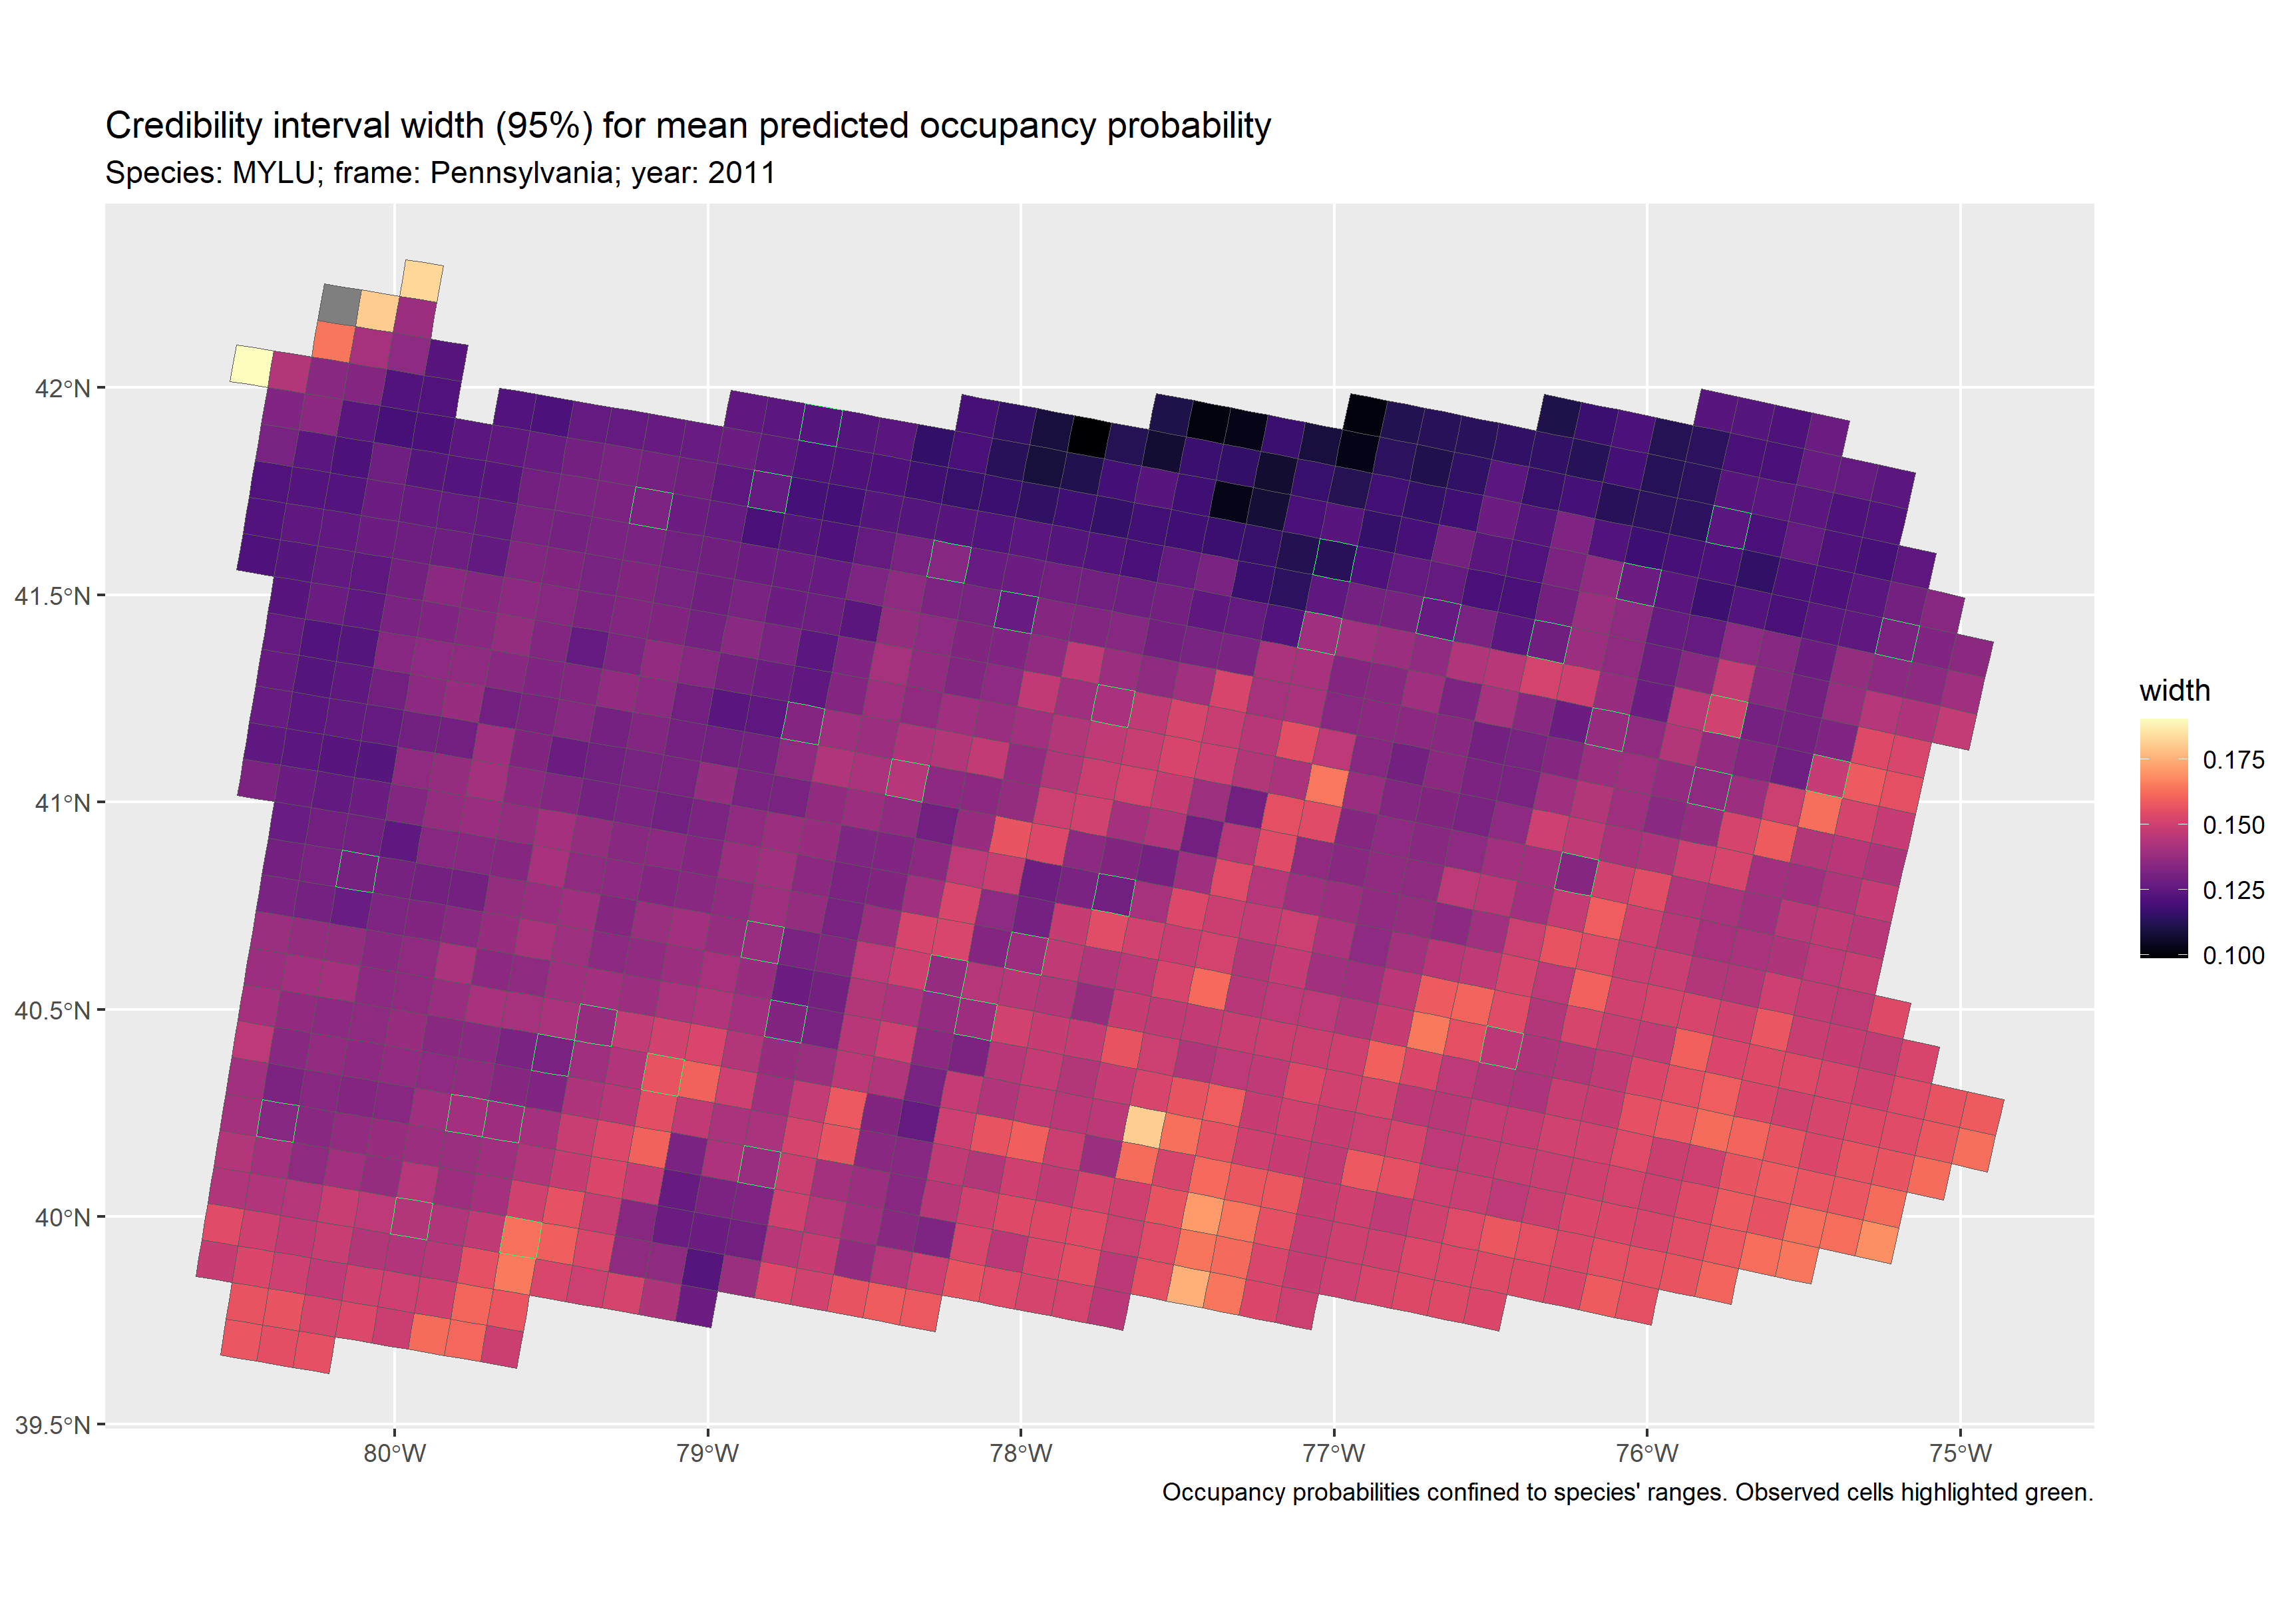 Credibility interval width (95%) for mean predicted occupancy probability
Species: MYLU; frame: Pennsylvania; year: 2011
42°N
41.5°N
41°N
40.5°N
40°N
39.5°N
80°W
79°W
78°W
77°W
76°W
75°W
width
0.175
0.150
0.125
0.100
Occupancy probabilities confined to species' ranges. Observed cells highlighted green.